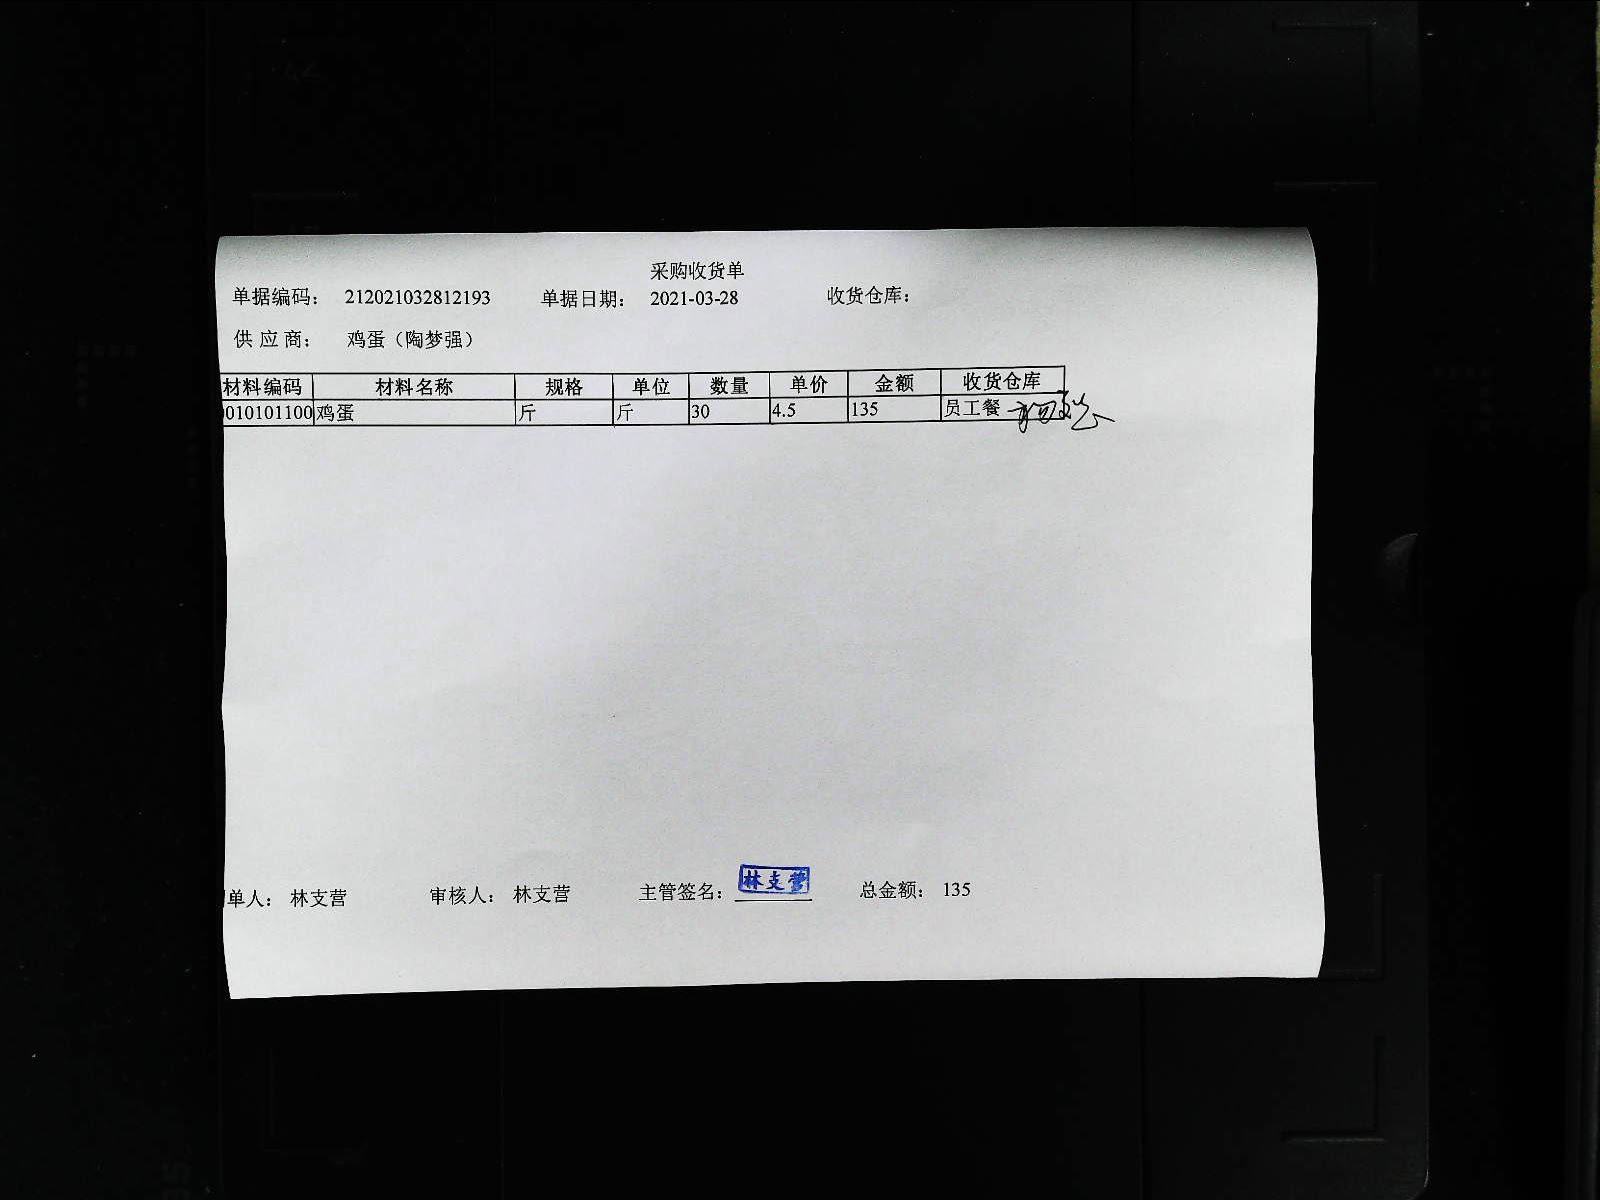 采购收货单
单据编码： 212021032812193 单据日期： 2021-03-28 收货仓库：
供应商： 鸡蛋（陶梦强）
材料编码 材料名称 规格 单位 数量 单价 金额 收货仓库
010101100 鸡蛋 斤 斤 30 4.5 135 员工餐
单人： 林支营 审核人： 林支营 主管签名： 林支营 总金额： 135